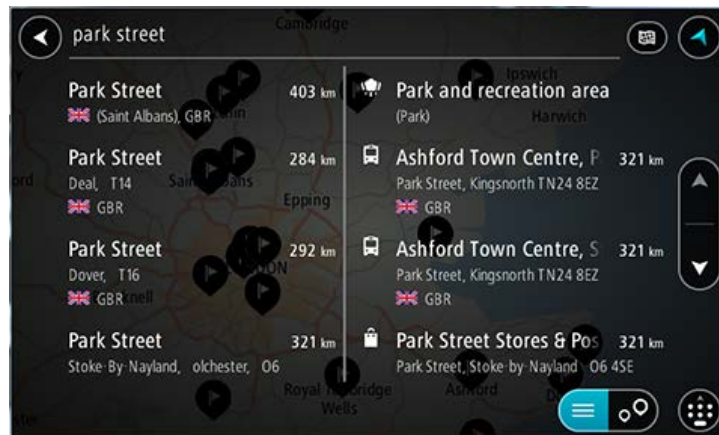 park street
Park Street 403 km
(Saint Albans), GBR
Park Street 284 km
Deal, T14
GBR
Park Street 292 km
Dover, T16
GBR
Park Street 321 km
Stoke-By-Nayland, olchester, O6
Park and recreation area
(Park)
Ashford Town Centre, P 321 km
Park Street, Kingsnorth TN24 8EZ
GBR
Ashford Town Centre, S 321 km
Park Street, Kingsnorth TN24 8EZ
GBR
Park Street Stores & Pos 321 km
Park Street, Stoke-by-Nayland O6 4SE
Cambridge
Ipswich
Harwich
Epping
Ashford
Wells